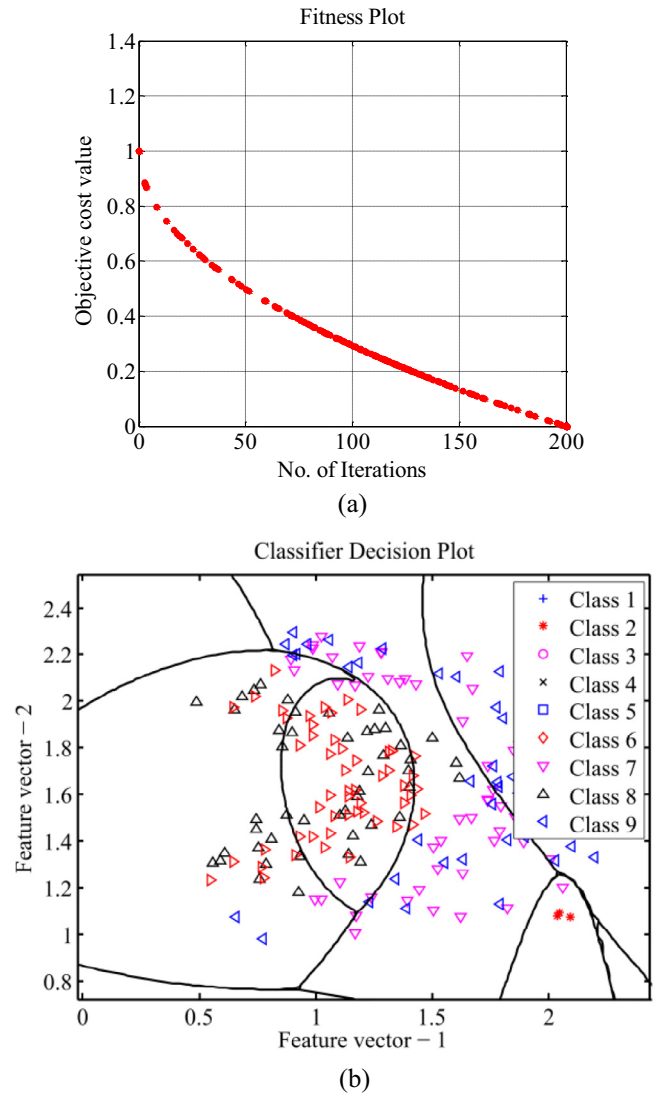 Fitness Plot
1.4
1.2
1
0.8
0.6
0.4
0.2
0
Objective cost value
0 50 100 150 200
No. of Iterations
(a)
Classifier Decision Plot
2.4
2.2
2
1.8
1.6
1.4
1.2
1
0.8
Feature vector − 2
Class 1
Class 2
Class 3
Class 4
Class 5
Class 6
Class 7
Class 8
Class 9
0 0.5 1 1.5 2
Feature vector − 1
(b)